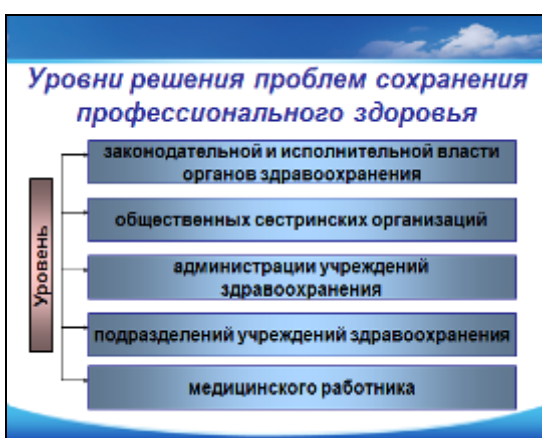 Уровни решения проблем сохранения
профессионального здоровья
законодательной и исполнительной власти
органов здравоохранения
общественных сестринских организаций
Уровень
администрации учреждений
здравоохранения
подразделений учреждений здравоохранения
медицинского работника